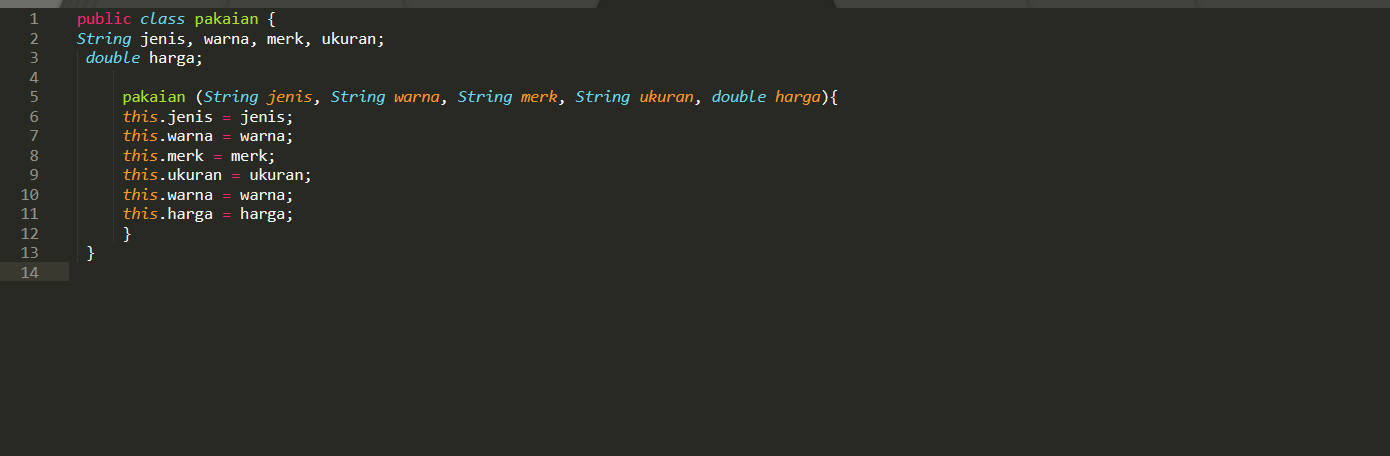 1 public class pakaian {
2 String jenis, warna, merk, ukuran;
3 double harga;
4
5 pakaian (String jenis, String warna, String merk, String ukuran, double harga){
6 this.jenis = jenis;
7 this.warna = warna;
8 this.merk = merk;
9 this.ukuran = ukuran;
10 this.warna = warna;
11 this.harga = harga;
12 }
13 }
14